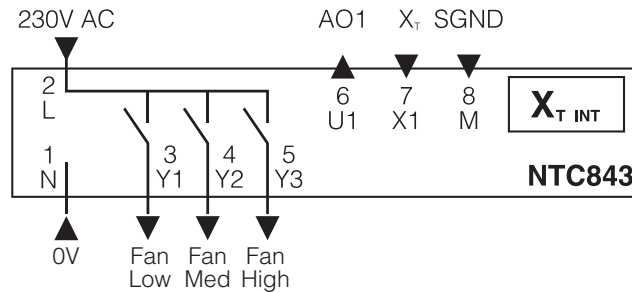 230V AC AO1 X_T SGND
2 6 7 8 X_T INT
L U1 X1 M
1 3 4 5
N Y1 Y2 Y3 NTC843
0V Fan Fan Fan
Low Med High